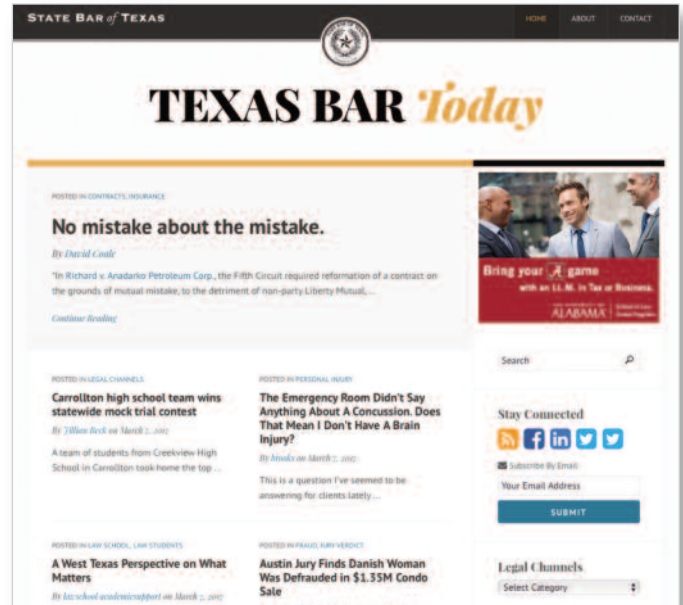 STATE BAR of TEXAS
HOME ABOUT CONTACT
TEXAS BAR Today
POSTED IN CONTRACTS, INSURANCE
No mistake about the mistake.
By David Coale
"In Richard v. Anadarko Petroleum Corp., the Fifth Circuit required reformation of a contract on
the grounds of mutual mistake, to the detriment of non-party Liberty Mutual, ...
Continue Reading
Bring your A game
with an LL.M. in Tax or Business.
ALABAMA
Search
POSTED IN LEGAL CHANNELS
Carrollton high school team wins
statewide mock trial contest
By Jillian Beck on March 7, 2017
A team of students from Creekview High
School in Carrollton took home the top ...
POSTED IN PERSONAL INJURY
The Emergency Room Didn't Say
Anything About A Concussion. Does
That Mean I Don't Have A Brain
Injury?
By brooks on March 7, 2017
This is a question I've seemed to be
answering for clients lately ...
Stay Connected
Subscribe By Email
Your Email Address
SUBMIT
POSTED IN LAW SCHOOL, LAW STUDENTS
A West Texas Perspective on What
Matters
By law school academic support on March 7, 2017
POSTED IN FRAUD, JURY VERDICT
Austin Jury Finds Danish Woman
Was Defrauded in $1.35M Condo
Sale
Legal Channels
Select Category